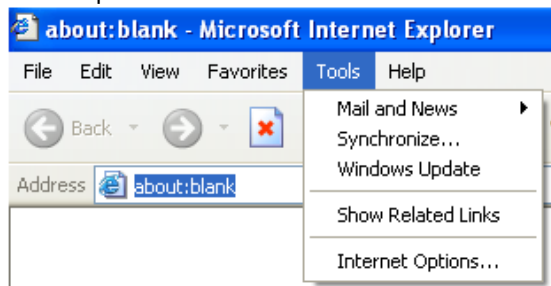 about:blank - Microsoft Internet Explorer
File Edit View Favorites Tools Help
Mail and News
Back
Synchronize...
Windows Update
Address about:blank
Show Related Links
Internet Options...